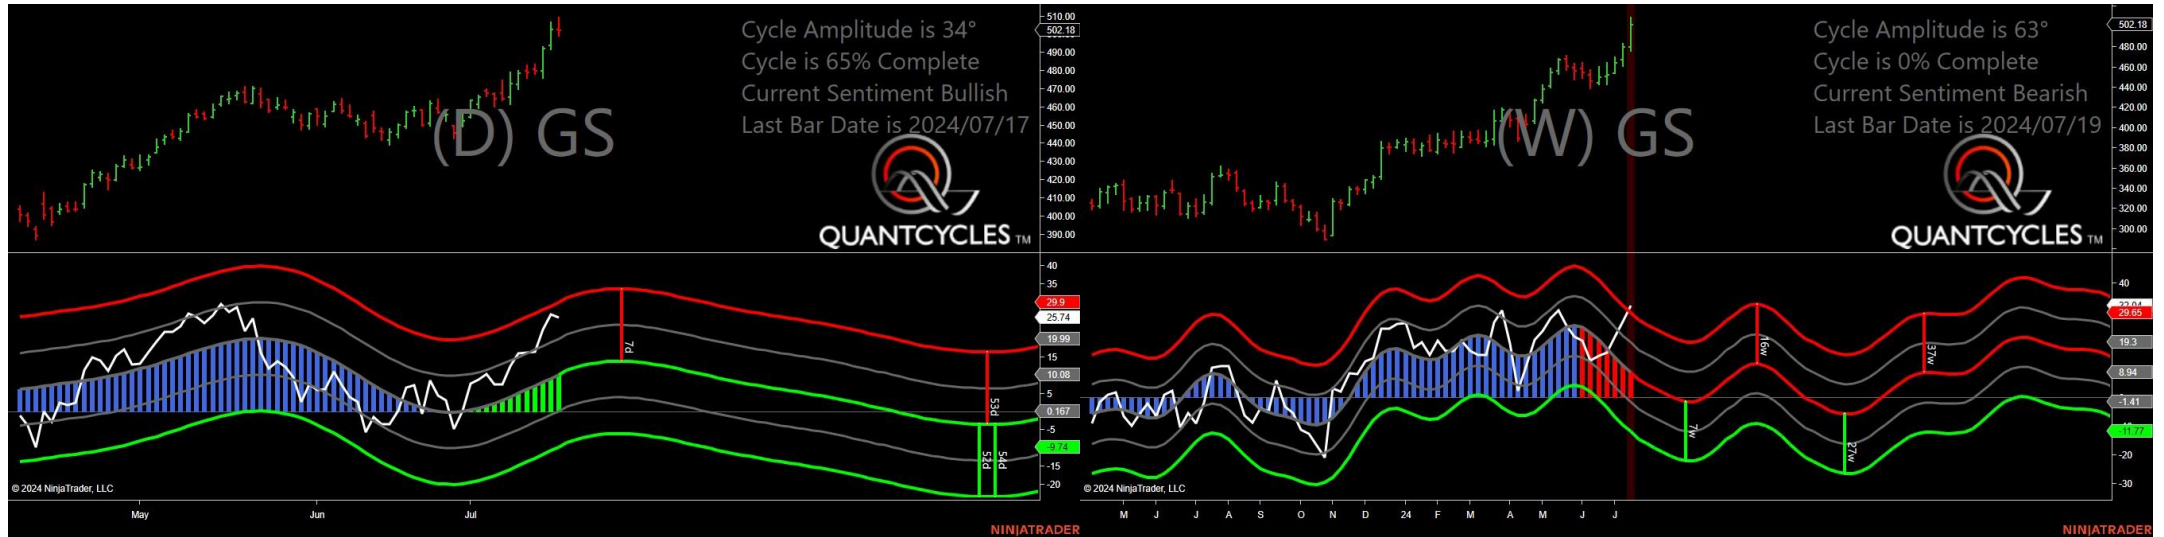 Cycle Amplitude is 34°
Cycle is 65% Complete
Current Sentiment Bullish
Last Bar Date is 2024/07/17
(D) GS
QUANTCYCLES TM
510.00
502.18
490.00
480.00
470.00
460.00
450.00
440.00
430.00
420.00
410.00
400.00
390.00
40
35
29.9
25.74
19.99
15
10.08
5
0.167
-5
-9.74
-15
-20
7d
53d
52d
54d
© 2024 NinjaTrader, LLC
May Jun Jul
NINJATRADER
Cycle Amplitude is 63°
Cycle is 0% Complete
Current Sentiment Bearish
Last Bar Date is 2024/07/19
(W) GS
QUANTCYCLES TM
502.18
480.00
460.00
440.00
420.00
400.00
380.00
360.00
340.00
320.00
300.00
40
29.65
19.3
8.94
-1.41
-11.77
-20
-30
7w
16w
27w
37w
© 2024 NinjaTrader, LLC
M J J A S O N D 24 F M A M J J
NINJATRADER